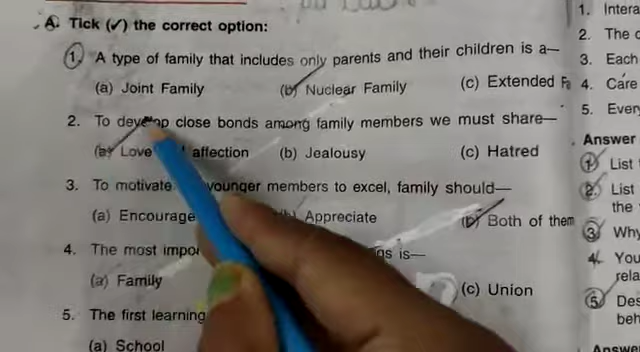 A. Tick (✓) the correct option:
1. A type of family that includes only parents and their children is a—
(a) Joint Family (b) Nuclear Family (c) Extended F
2. To develop close bonds among family members we must share—
(a) Love affection (b) Jealousy (c) Hatred
3. To motivate younger members to excel, family should—
(a) Encourage (b) Appreciate (b) Both of them
4. The most is—
(a) Family (c) Union
5. The first learning
(a) School
1. Intera
2. The
3. Each
4. Care
5. Ever
Answer
1. List
2. List
the
3. Why
4. You
rela
5. Des
beh
Answe